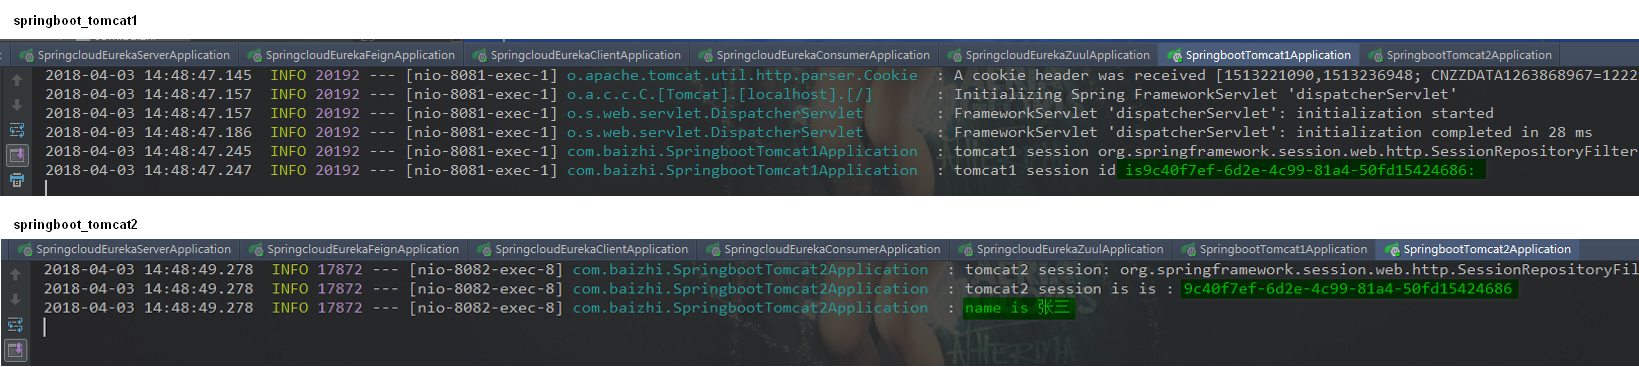 springboot_tomcat1
SpringcloudEurekaServerApplication SpringcloudEurekaFeignApplication SpringcloudEurekaClientApplication SpringcloudEurekaConsumerApplication SpringcloudEurekaZuulApplication SpringbootTomcat1Application SpringbootTomcat2Application
2018-04-03 14:48:47.145 INFO 20192 --- [nio-8081-exec-1] o.apache.tomcat.util.http.parser.Cookie : A cookie header was received [1513221090,1513236948; CNZZDATA1263868967=1222
2018-04-03 14:48:47.157 INFO 20192 --- [nio-8081-exec-1] o.a.c.c.C.[Tomcat].[localhost].[/] : Initializing Spring FrameworkServlet 'dispatcherServlet'
2018-04-03 14:48:47.157 INFO 20192 --- [nio-8081-exec-1] o.s.web.servlet.DispatcherServlet : FrameworkServlet 'dispatcherServlet': initialization started
2018-04-03 14:48:47.186 INFO 20192 --- [nio-8081-exec-1] o.s.web.servlet.DispatcherServlet : FrameworkServlet 'dispatcherServlet': initialization completed in 28 ms
2018-04-03 14:48:47.245 INFO 20192 --- [nio-8081-exec-1] com.baizhi.SpringbootTomcat1Application : tomcat1 session org.springframework.session.web.http.SessionRepositoryFilter
2018-04-03 14:48:47.247 INFO 20192 --- [nio-8081-exec-1] com.baizhi.SpringbootTomcat1Application : tomcat1 session id is9c40f7ef-6d2e-4c99-81a4-50fd15424686:
springboot_tomcat2
SpringcloudEurekaServerApplication SpringcloudEurekaFeignApplication SpringcloudEurekaClientApplication SpringcloudEurekaConsumerApplication SpringcloudEurekaZuulApplication SpringbootTomcat1Application SpringbootTomcat2Application
2018-04-03 14:48:49.278 INFO 17872 --- [nio-8082-exec-8] com.baizhi.SpringbootTomcat2Application : tomcat2 session: org.springframework.session.web.http.SessionRepositoryFil
2018-04-03 14:48:49.278 INFO 17872 --- [nio-8082-exec-8] com.baizhi.SpringbootTomcat2Application : tomcat2 session is is : 9c40f7ef-6d2e-4c99-81a4-50fd15424686
2018-04-03 14:48:49.278 INFO 17872 --- [nio-8082-exec-8] com.baizhi.SpringbootTomcat2Application : name is 张三